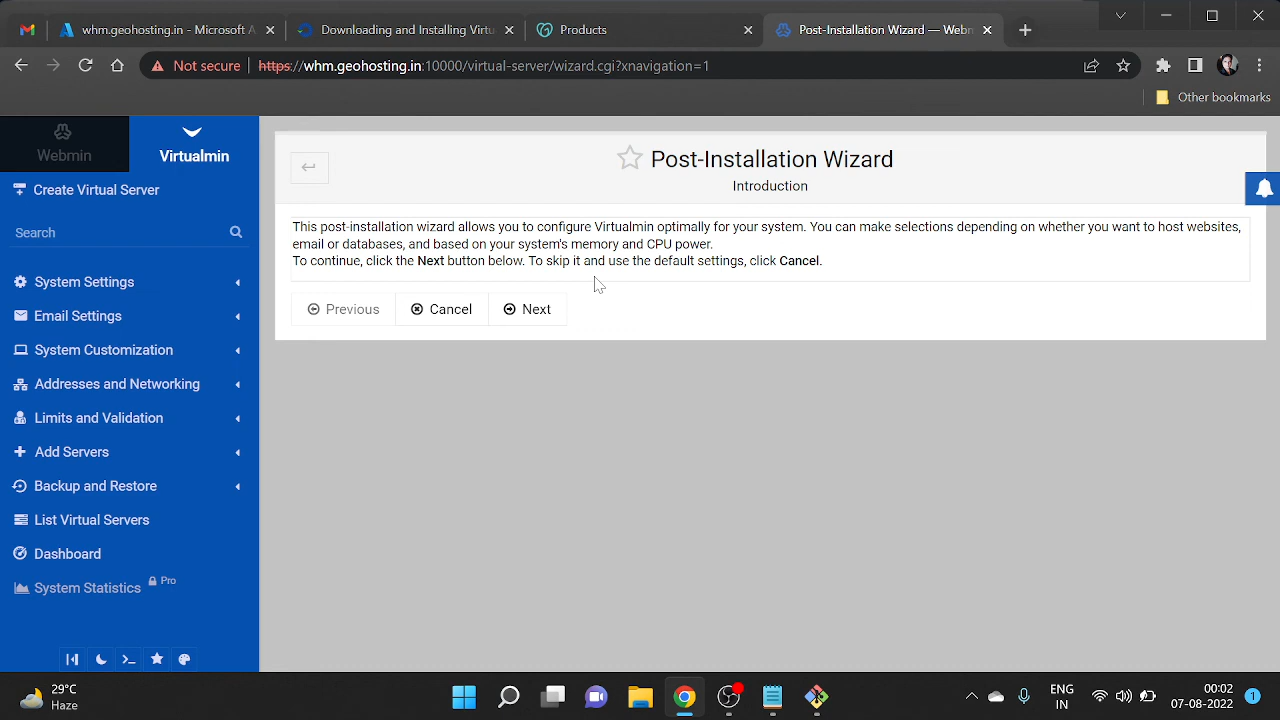 whm.geohosting.in - Microsoft A
Downloading and Installing Virtu
Products
Post-Installation Wizard — Webm
Not secure
https://whm.geohosting.in:10000/virtual-server/wizard.cgi?xnavigation=1
Other bookmarks
Webmin
Virtualmin
Create Virtual Server
Search
System Settings
Email Settings
System Customization
Addresses and Networking
Limits and Validation
Add Servers
Backup and Restore
List Virtual Servers
Dashboard
System Statistics Pro
Post-Installation Wizard
Introduction
This post-installation wizard allows you to configure Virtualmin optimally for your system. You can make selections depending on whether you want to host websites,
email or databases, and based on your system's memory and CPU power.
To continue, click the Next button below. To skip it and use the default settings, click Cancel.
Previous
Cancel
Next
29°C
Haze
ENG
IN
00:02
07-08-2022
1